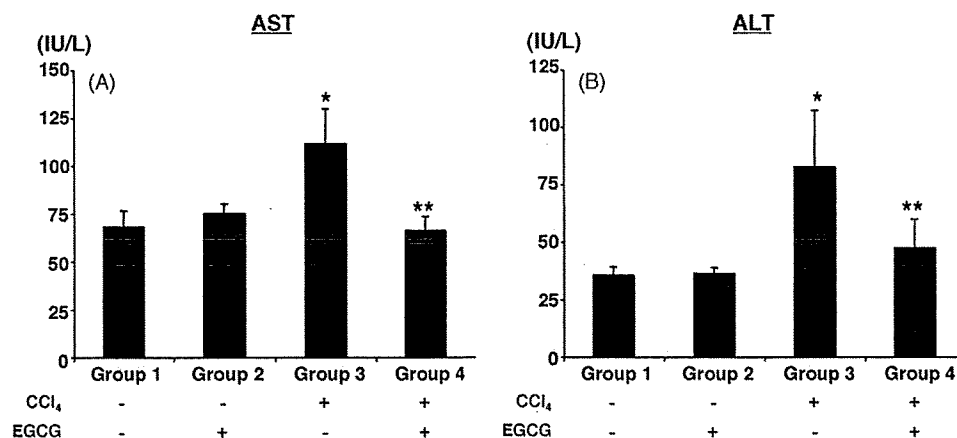 AST
(IU/L)
(A)
150
125
100
75
50
25
0
*
**
Group 1 Group 2 Group 3 Group 4
CCl₄ - - + +
EGCG - + - +
ALT
(IU/L)
(B)
125
100
75
50
25
0
*
**
Group 1 Group 2 Group 3 Group 4
CCl₄ - - + +
EGCG - + - +